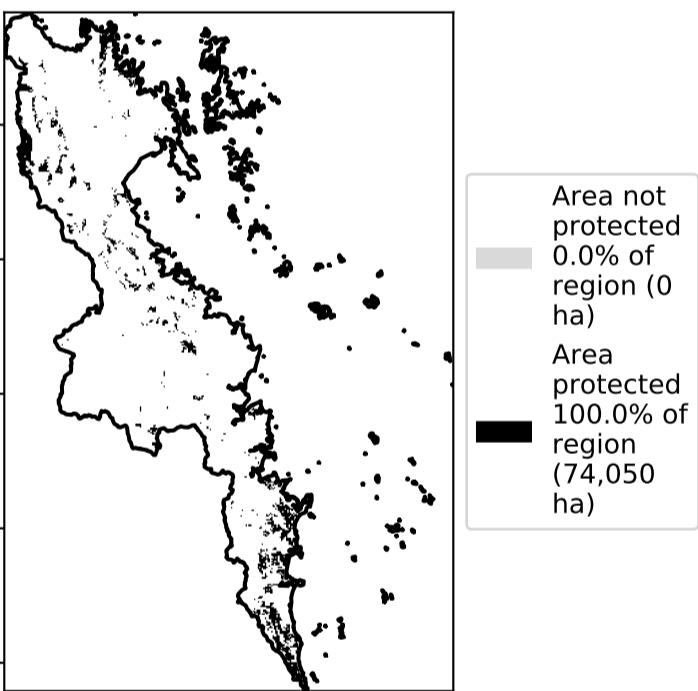 Area not
protected
0.0% of
region (0
ha)
Area
protected
100.0% of
region
(74,050
ha)